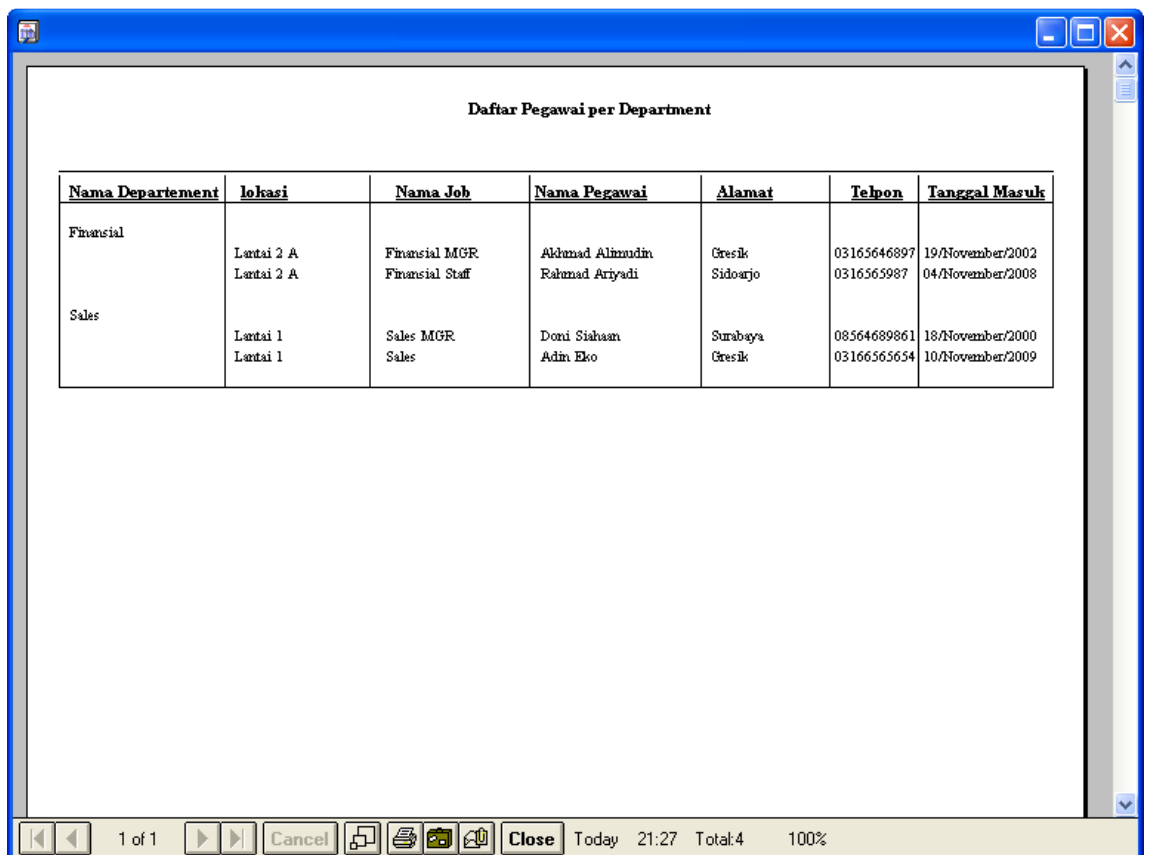 Daftar Pegawai per Department
Nama Departement lokasi Nama Job Nama Pegawai Alamat Telpon Tanggal Masuk
Finansial
Lantai 2 A Finansial MGR Akhmad Alimudin Gresik 03165646897 19/November/2002
Lantai 2 A Finansial Staff Rahmad Ariyadi Sidoarjo 0316565987 04/November/2008
Sales
Lantai 1 Sales MGR Doni Siahaan Surabaya 08564689861 18/November/2000
Lantai 1 Sales Adin Eko Gresik 03166565654 10/November/2009
1 of 1 Cancel Close Today 21:27 Total:4 100%